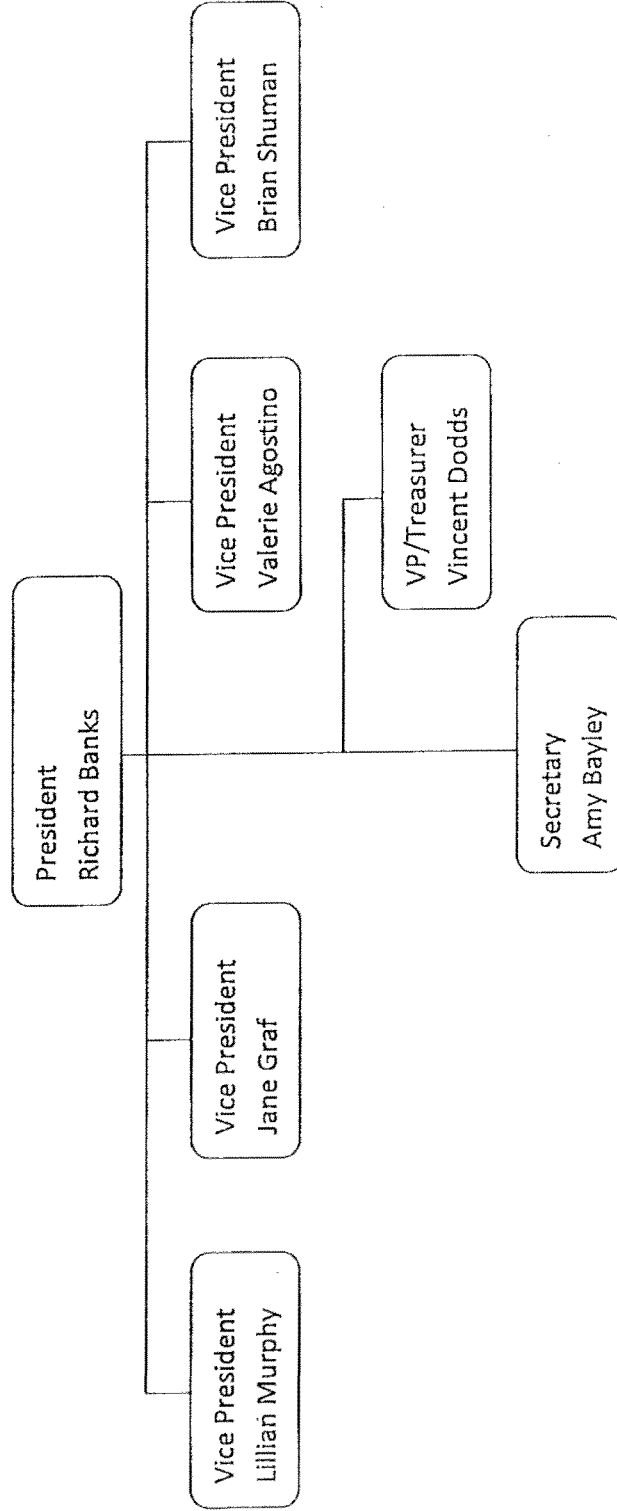 President
Richard Banks
Vice President
Lillian Murphy
Vice President
Jane Graf
Vice President
Valerie Agostino
Vice President
Brian Shuman
VP/Treasurer
Vincent Dodds
Secretary
Amy Bayley